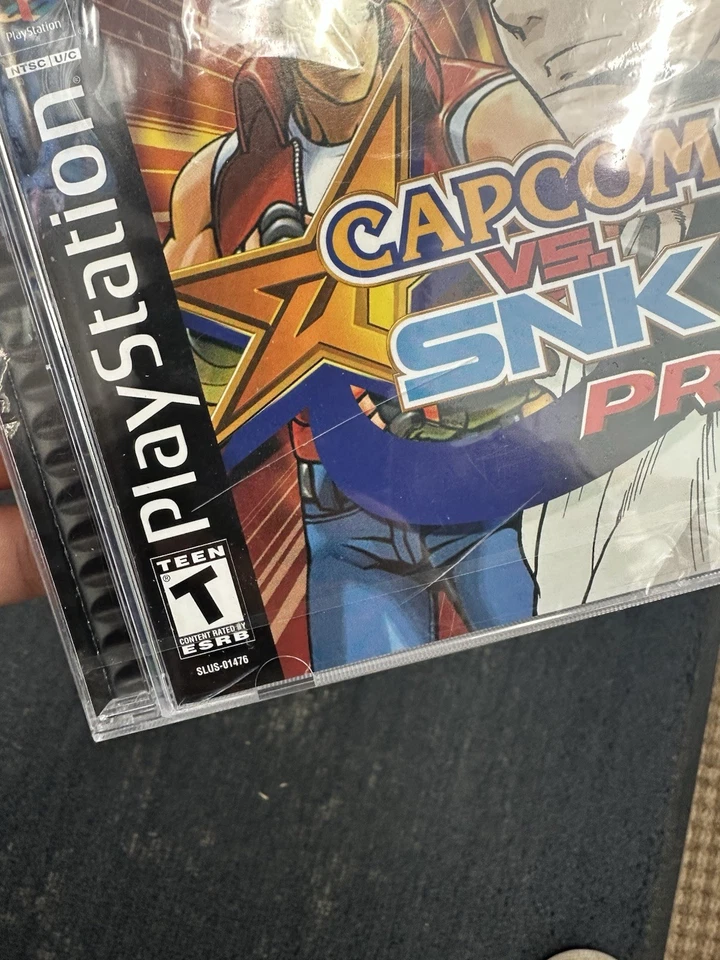 PlayStation
NTSC U/C
PlayStation®
CAPCOM
VS.
SNK
PR
TEEN
T
®
CONTENT RATED BY
ESRB
SLUS-01476